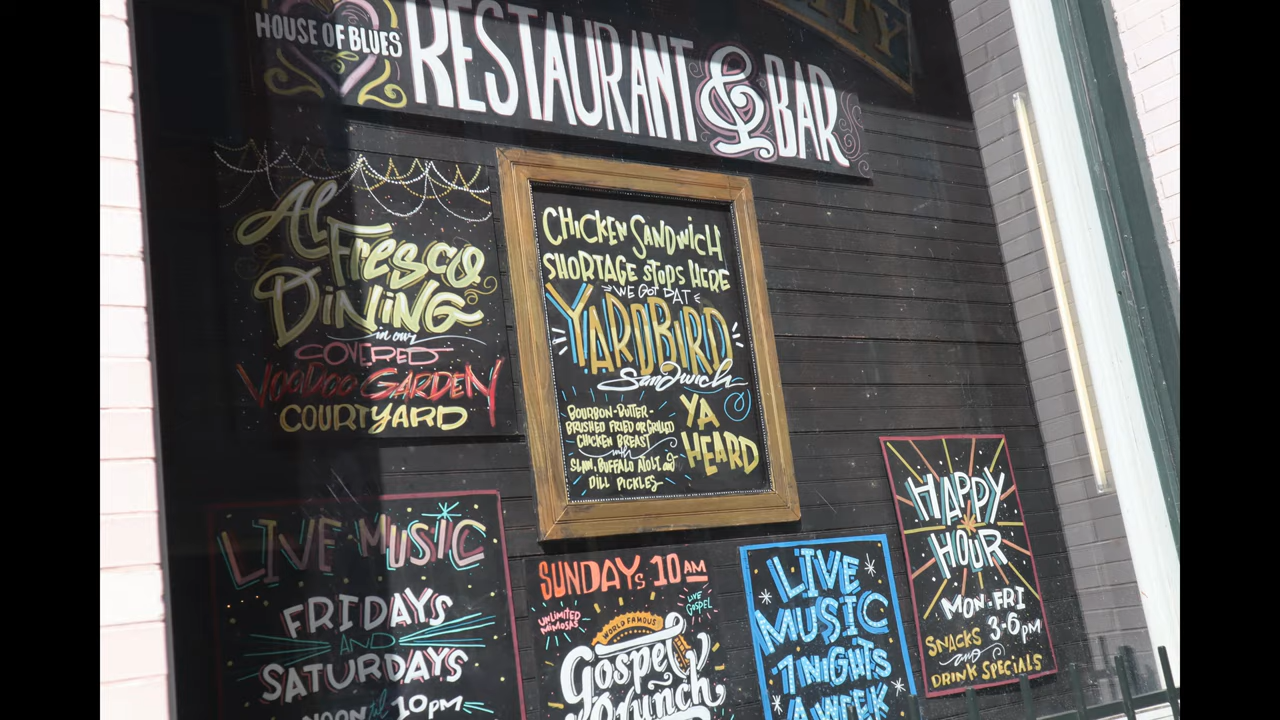 HOUSE OF BLUES
RESTAURANT & BAR
Al Fresco
DINING
in our
COVERED
VOODOO GARDEN
COURTYARD
CHICKEN SANDWICH
SHORTAGE STOPS HERE
WE GOT DAT
YARDBIRD
Sandwich
BOURBON-BUTTER-
BRUSHED FRIED OR GRILLED
CHICKEN BREAST
with
SLAW, BUFFALO AIOLI and
DILL PICKLES
YA
HEARD
LIVE MUSIC
FRIDAYS
AND
SATURDAYS
NOON til 10PM
SUNDAYS 10AM
UNLIMITED
MIMOSAS
LIVE
GOSPEL
WORLD FAMOUS
Gospel
Brunch
LIVE
MUSIC
7 NIGHTS
A WEEK
HAPPY
HOUR
MON-FRI
3-6PM
SNACKS
and
DRINK SPECIALS